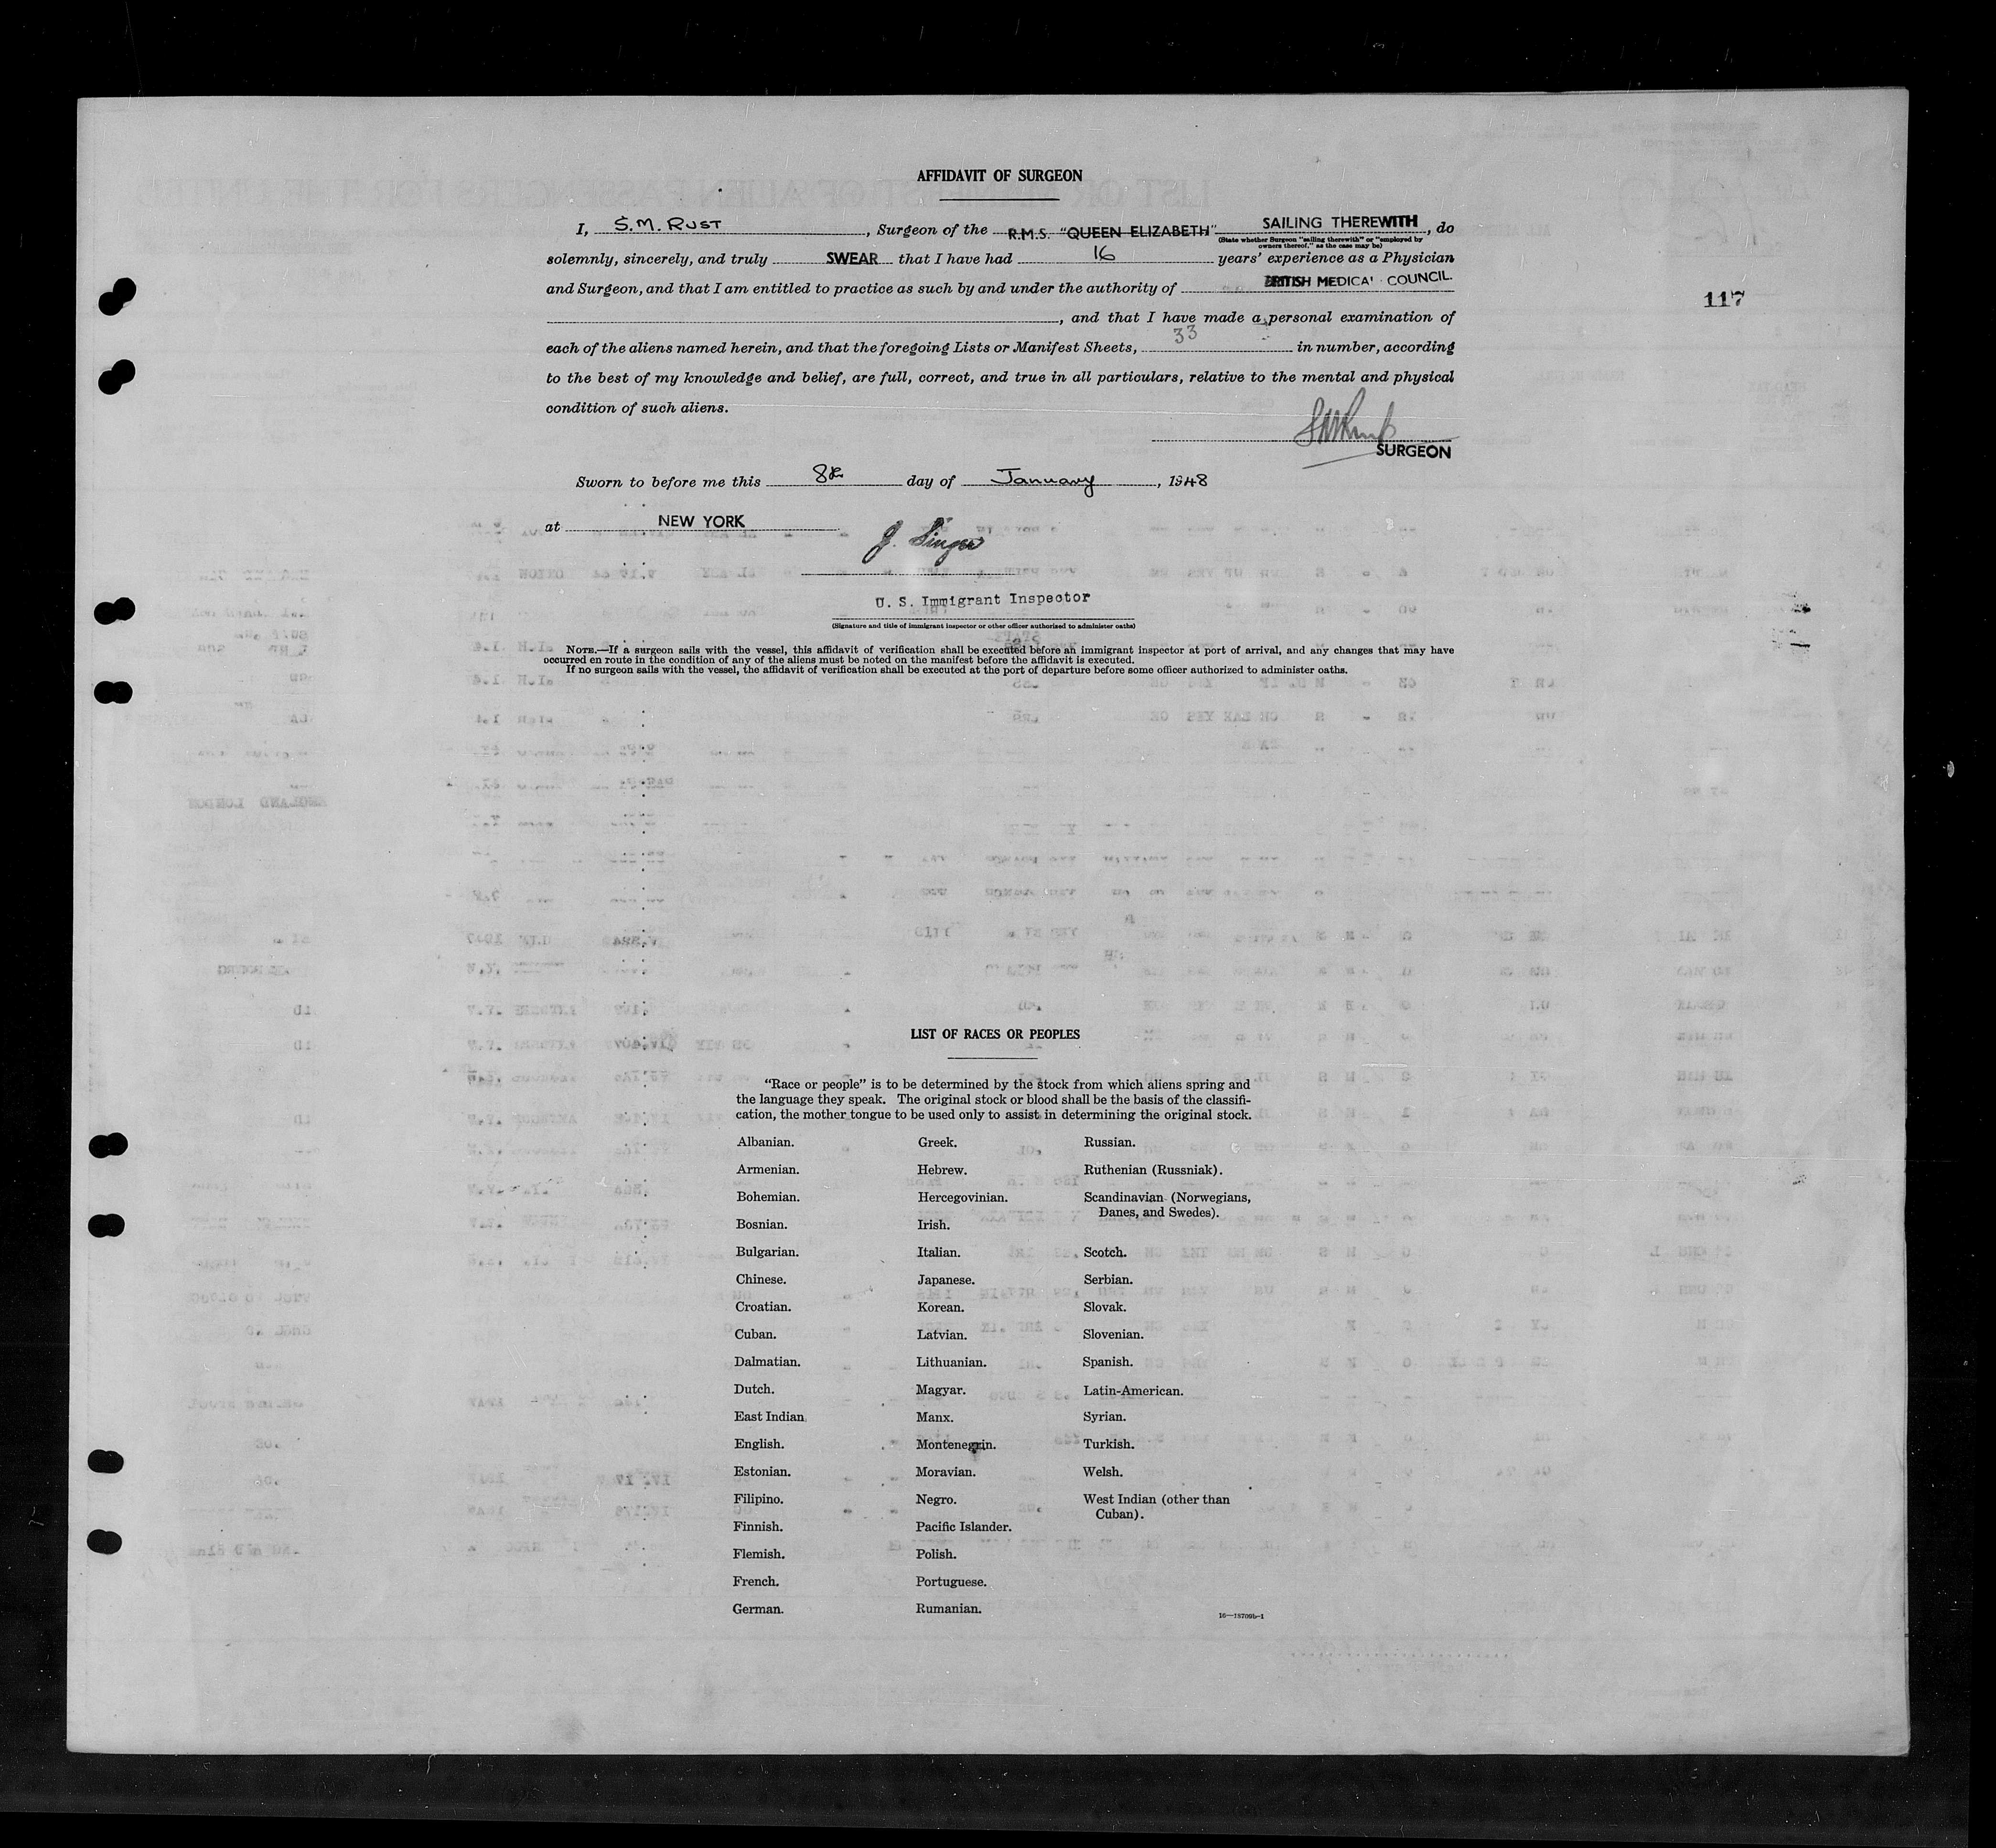 AFFIDAVIT OF SURGEON
I, S.M. RUST, Surgeon of the R.M.S. "QUEEN ELIZABETH" SAILING THEREWITH, do
(State whether Surgeon "sailing therewith" or "employed by owners thereof," as the case may be)
solemnly, sincerely, and truly SWEAR that I have had 16 years' experience as a Physician
and Surgeon, and that I am entitled to practice as such by and under the authority of BRITISH MEDICAL COUNCIL.
, and that I have made a personal examination of
117
each of the aliens named herein, and that the foregoing Lists or Manifest Sheets, 33 in number, according
to the best of my knowledge and belief, are full, correct, and true in all particulars, relative to the mental and physical
condition of such aliens.
SMRust
SURGEON
Sworn to before me this 8th day of January, 1948
at NEW YORK
J. Singer
U. S. Immigrant Inspector
(Signature and title of immigrant inspector or other officer authorized to administer oaths)
NOTE.—If a surgeon sails with the vessel, this affidavit of verification shall be executed before an immigrant inspector at port of arrival, and any changes that may have
occurred en route in the condition of any of the aliens must be noted on the manifest before the affidavit is executed.
If no surgeon sails with the vessel, the affidavit of verification shall be executed at the port of departure before some officer authorized to administer oaths.
LIST OF RACES OR PEOPLES
"Race or people" is to be determined by the stock from which aliens spring and
the language they speak. The original stock or blood shall be the basis of the classifi-
cation, the mother tongue to be used only to assist in determining the original stock.
Albanian.
Armenian.
Bohemian.
Bosnian.
Bulgarian.
Chinese.
Croatian.
Cuban.
Dalmatian.
Dutch.
East Indian
English.
Estonian.
Filipino.
Finnish.
Flemish.
French.
German.
Greek.
Hebrew.
Hercegovinian.
Irish.
Italian.
Japanese.
Korean.
Latvian.
Lithuanian.
Magyar.
Manx.
Montenegrin.
Moravian.
Negro.
Pacific Islander.
Polish.
Portuguese.
Rumanian.
Russian.
Ruthenian (Russniak).
Scandinavian (Norwegians,
Danes, and Swedes).
Scotch.
Serbian.
Slovak.
Slovenian.
Spanish.
Latin-American.
Syrian.
Turkish.
Welsh.
West Indian (other than
Cuban).
16—18709b-1